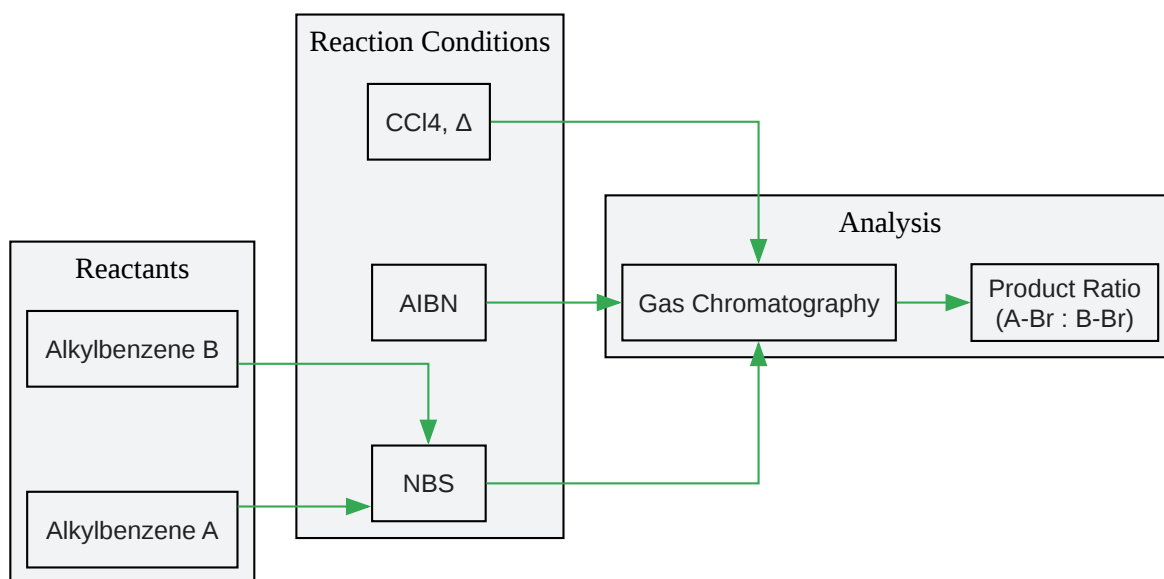 Reaction Conditions
CCl4, Δ
Analysis
Reactants
AIBN
Gas Chromatography
Product Ratio
(A-Br : B-Br)
Alkylbenzene B
NBS
Alkylbenzene A